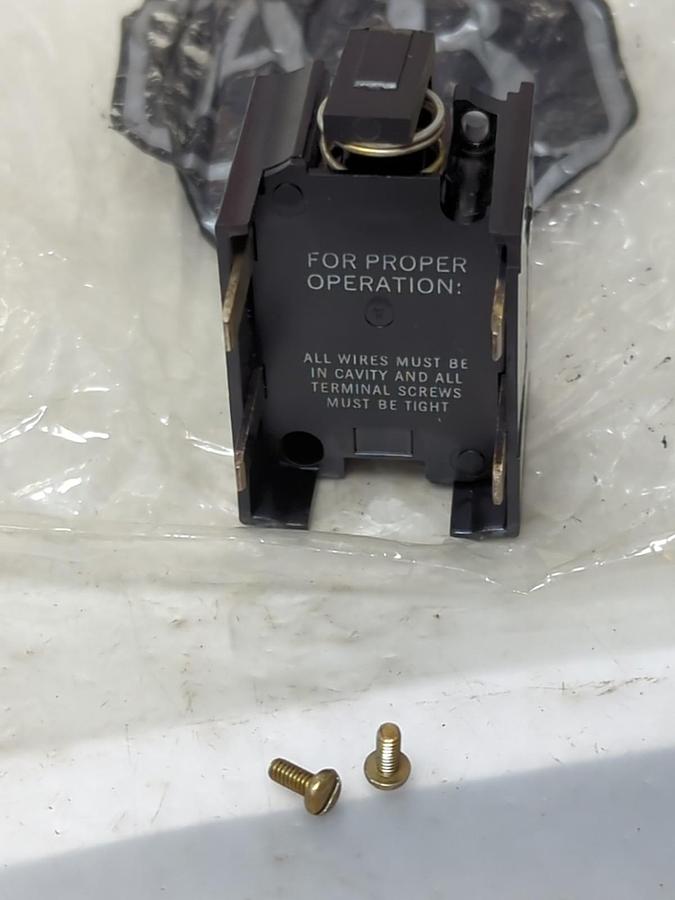 FOR PROPER
OPERATION:
ALL WIRES MUST BE
IN CAVITY AND ALL
TERMINAL SCREWS
MUST BE TIGHT